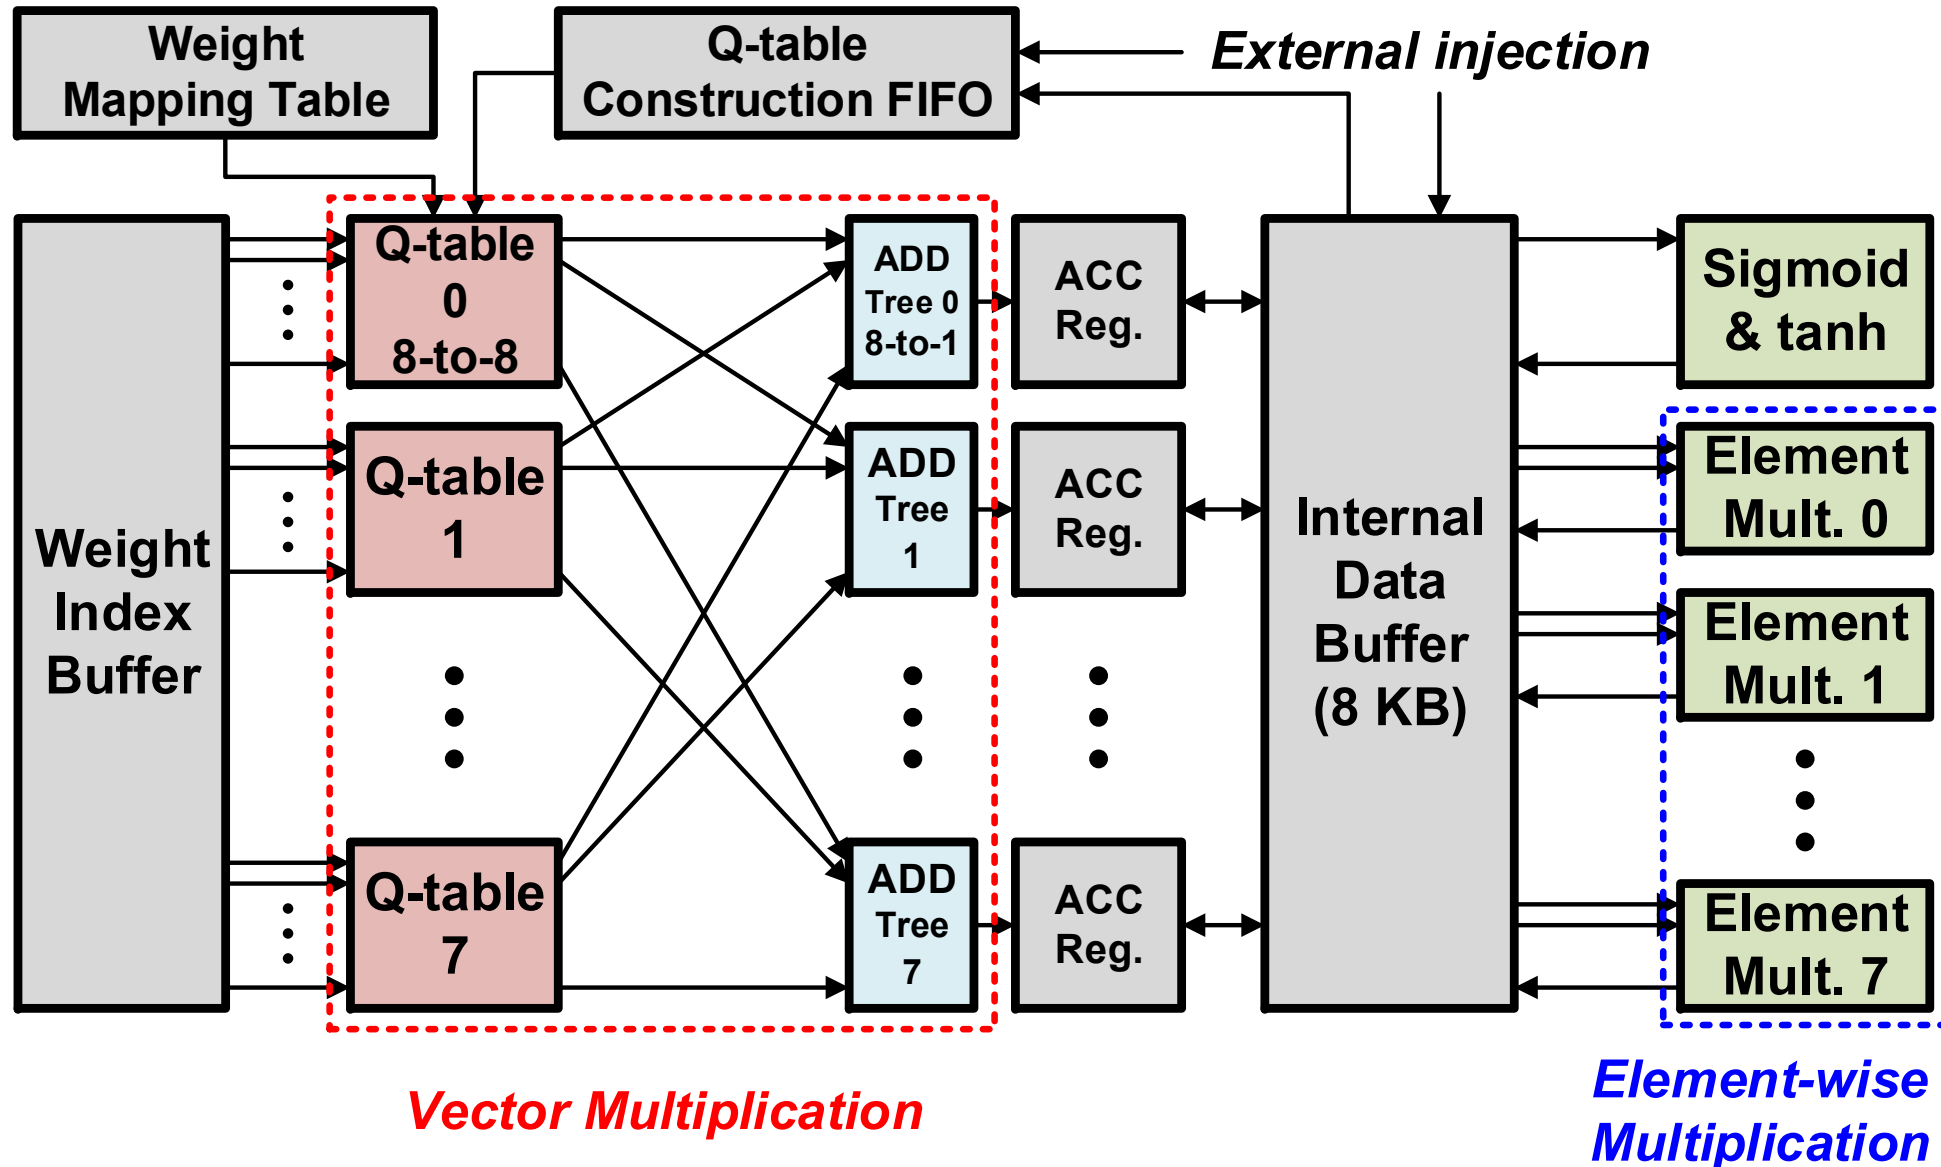 Weight
Mapping Table
Q-table
Construction FIFO
External injection
Weight
Index
Buffer
Q-table
0
8-to-8
Q-table
1
Q-table
7
ADD
Tree 0
8-to-1
ADD
Tree
1
ADD
Tree
7
ACC
Reg.
ACC
Reg.
ACC
Reg.
Internal
Data
Buffer
(8 KB)
Sigmoid
& tanh
Element
Mult. 0
Element
Mult. 1
Element
Mult. 7
Vector Multiplication
Element-wise
Multiplication